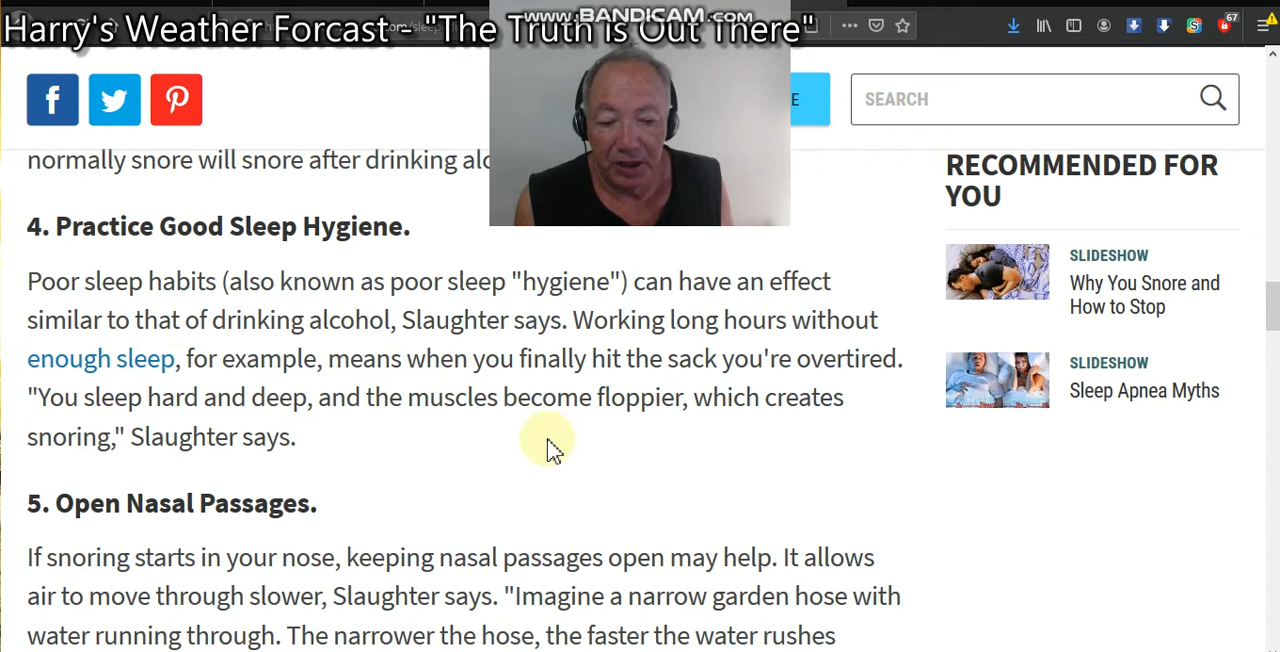 www.BANDICAM.com
Harry's Weather Forcast - "The Truth Is Out There"
67
E
SEARCH
normally snore will snore after drinking
RECOMMENDED FOR
YOU
4. Practice Good Sleep Hygiene.
SLIDESHOW
Why You Snore and
How to Stop
Poor sleep habits (also known as poor sleep "hygiene") can have an effect
similar to that of drinking alcohol, Slaughter says. Working long hours without
enough sleep, for example, means when you finally hit the sack you're overtired.
"You sleep hard and deep, and the muscles become floppier, which creates
snoring," Slaughter says.
SLIDESHOW
Sleep Apnea Myths
5. Open Nasal Passages.
If snoring starts in your nose, keeping nasal passages open may help. It allows
air to move through slower, Slaughter says. "Imagine a narrow garden hose with
water running through. The narrower the hose, the faster the water rushes